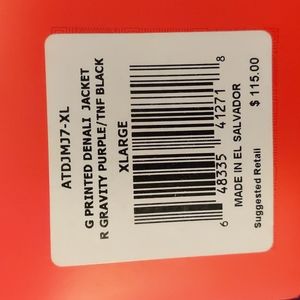 ATDJMJ7-XL
G PRINTED DENALI JACKET
R GRAVITY PURPLE/TNF BLACK
XLARGE
6 48335 41271 8
MADE IN EL SALVADOR
Suggested Retail $ 115.00